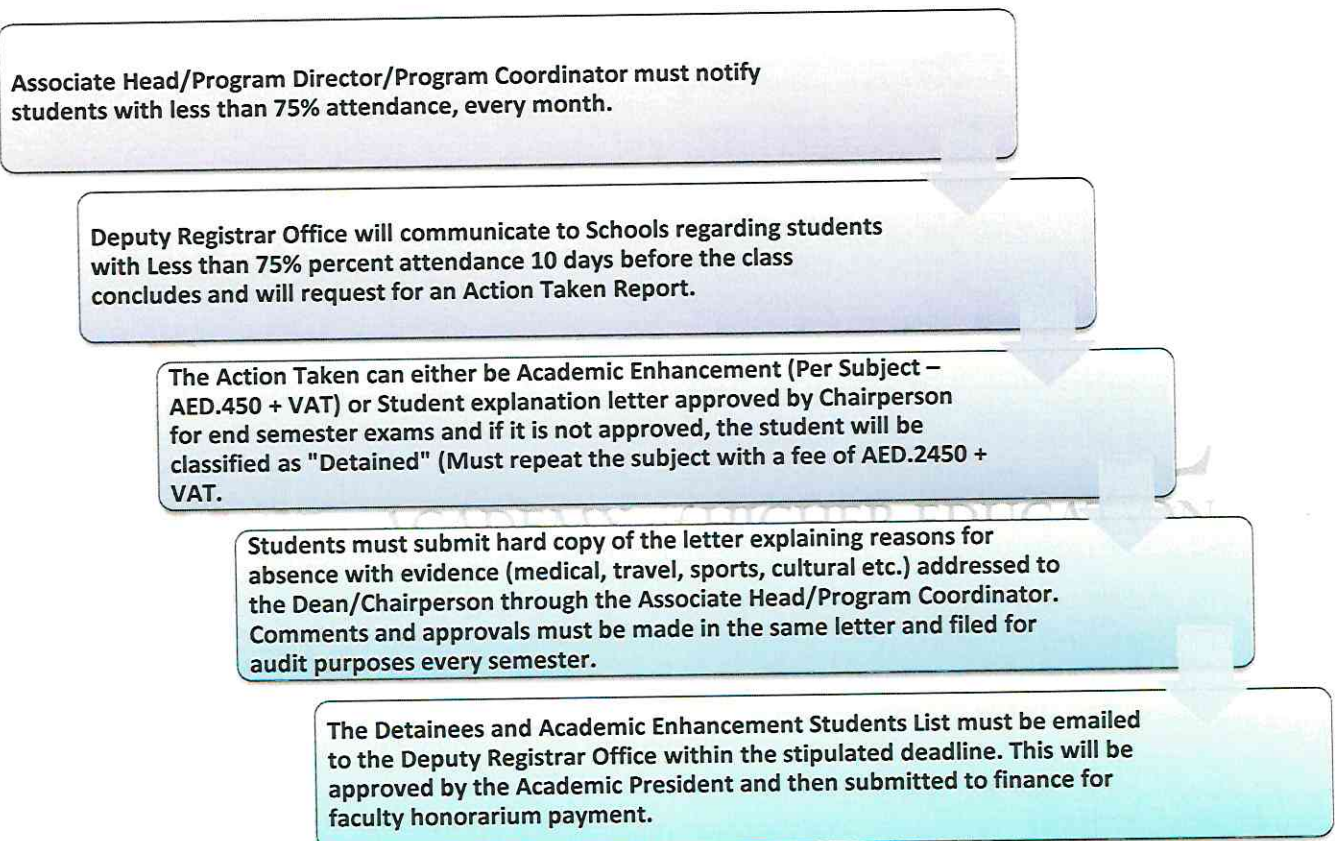 Associate Head/Program Director/Program Coordinator must notify
students with less than 75% attendance, every month.
Deputy Registrar Office will communicate to Schools regarding students
with Less than 75% percent attendance 10 days before the class
concludes and will request for an Action Taken Report.
The Action Taken can either be Academic Enhancement (Per Subject –
AED.450 + VAT) or Student explanation letter approved by Chairperson
for end semester exams and if it is not approved, the student will be
classified as "Detained" (Must repeat the subject with a fee of AED.2450 +
VAT.
ACADEMY HIGHER EDUCATION
Students must submit hard copy of the letter explaining reasons for
absence with evidence (medical, travel, sports, cultural etc.) addressed to
the Dean/Chairperson through the Associate Head/Program Coordinator.
Comments and approvals must be made in the same letter and filed for
audit purposes every semester.
The Detainees and Academic Enhancement Students List must be emailed
to the Deputy Registrar Office within the stipulated deadline. This will be
approved by the Academic President and then submitted to finance for
faculty honorarium payment.